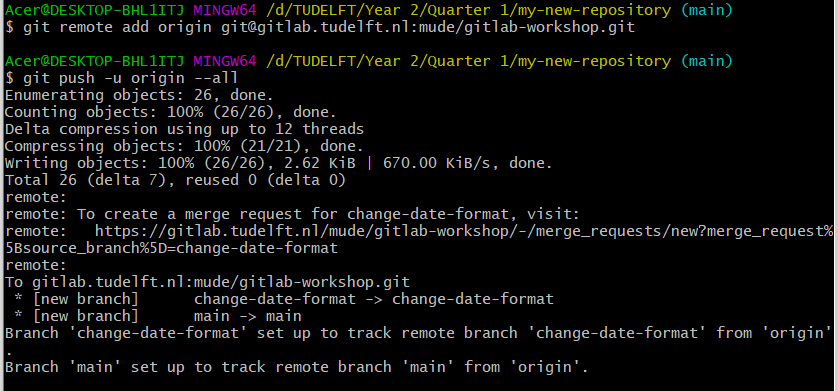 Acer@DESKTOP-BHL1ITJ MINGW64 /d/TUDELFT/Year 2/Quarter 1/my-new-repository (main)
$ git remote add origin git@gitlab.tudelft.nl:mude/gitlab-workshop.git

Acer@DESKTOP-BHL1ITJ MINGW64 /d/TUDELFT/Year 2/Quarter 1/my-new-repository (main)
$ git push -u origin --all
Enumerating objects: 26, done.
Counting objects: 100% (26/26), done.
Delta compression using up to 12 threads
Compressing objects: 100% (21/21), done.
Writing objects: 100% (26/26), 2.62 KiB | 670.00 KiB/s, done.
Total 26 (delta 7), reused 0 (delta 0)
remote:
remote: To create a merge request for change-date-format, visit:
remote:   https://gitlab.tudelft.nl/mude/gitlab-workshop/-/merge_requests/new?merge_request%
5Bsource_branch%5D=change-date-format
remote:
To gitlab.tudelft.nl:mude/gitlab-workshop.git
 * [new branch]      change-date-format -> change-date-format
 * [new branch]      main -> main
Branch 'change-date-format' set up to track remote branch 'change-date-format' from 'origin'
.
Branch 'main' set up to track remote branch 'main' from 'origin'.